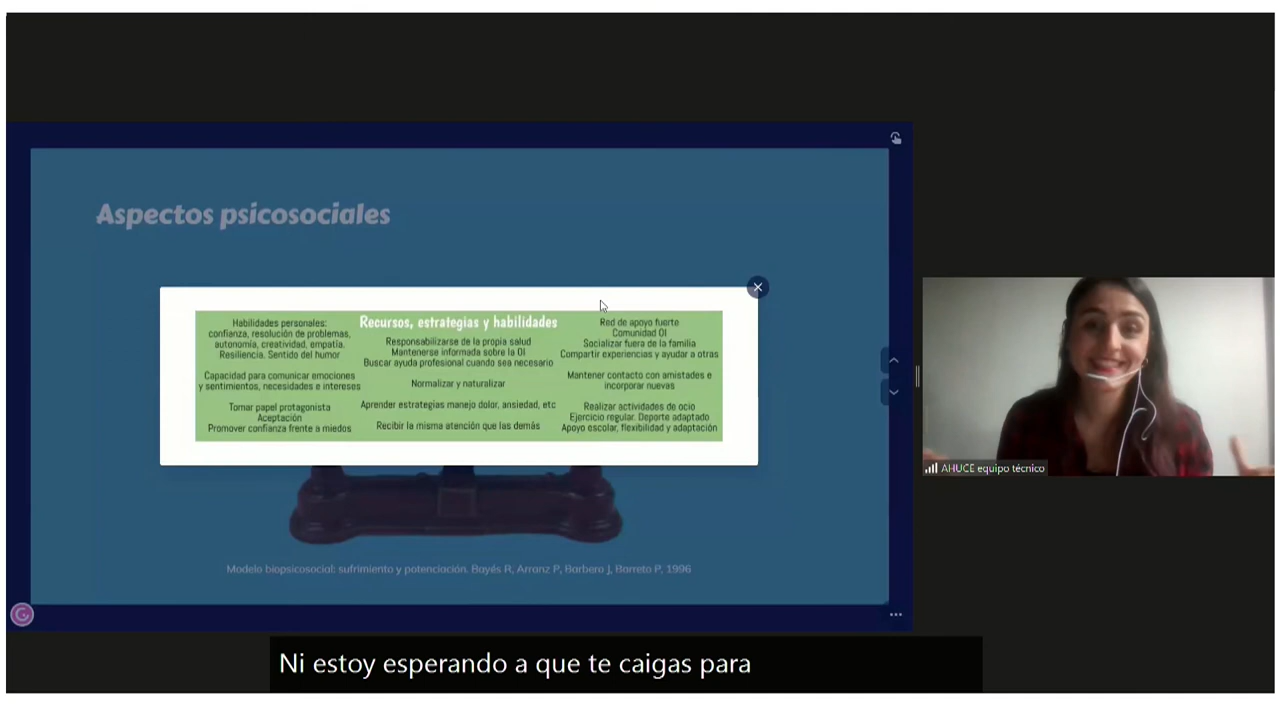 Aspectos psicosociales
Recursos, estrategias y habilidades
Habilidades personales:
confianza, resolución de problemas,
autonomía, creatividad, empatía.
Resiliencia. Sentido del humor
Capacidad para comunicar emociones
y sentimientos, necesidades e intereses
Tomar papel protagonista
Aceptación
Promover confianza frente a miedos
Responsabilizarse de la propia salud
Mantenerse informada sobre la OI
Buscar ayuda profesional cuando sea necesario
Normalizar y naturalizar
Aprender estrategias manejo dolor, ansiedad, etc
Recibir la misma atención que las demás
Red de apoyo fuerte
Comunidad OI
Socializar fuera de la familia
Compartir experiencias y ayudar a otras
Mantener contacto con amistades e
incorporar nuevas
Realizar actividades de ocio
Ejercicio regular. Deporte adaptado
Apoyo escolar, flexibilidad y adaptación
Modelo biopsicosocial: sufrimiento y potenciación. Bayés R, Arranz P, Barbero J, Barreto P, 1996
AHUCE equipo técnico
Ni estoy esperando a que te caigas para